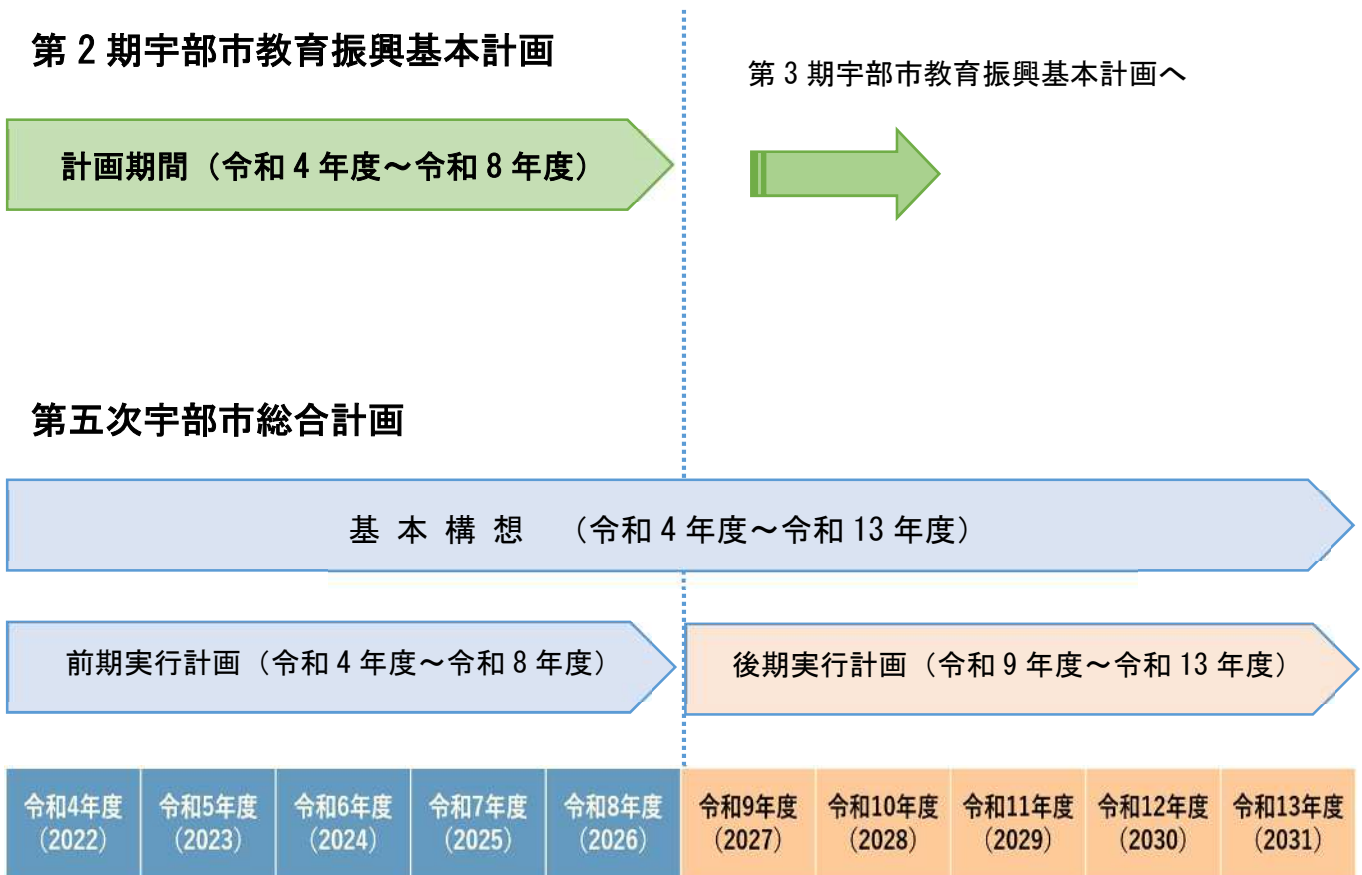 第2期宇部市教育振興基本計画
第3期宇部市教育振興基本計画へ
計画期間（令和4年度～令和8年度）
第五次宇部市総合計画
基本構想　（令和4年度～令和13年度）
前期実行計画（令和4年度～令和8年度）
後期実行計画（令和9年度～令和13年度）
令和4年度
（2022）
令和5年度
（2023）
令和6年度
（2024）
令和7年度
（2025）
令和8年度
（2026）
令和9年度
（2027）
令和10年度
（2028）
令和11年度
（2029）
令和12年度
（2030）
令和13年度
（2031）